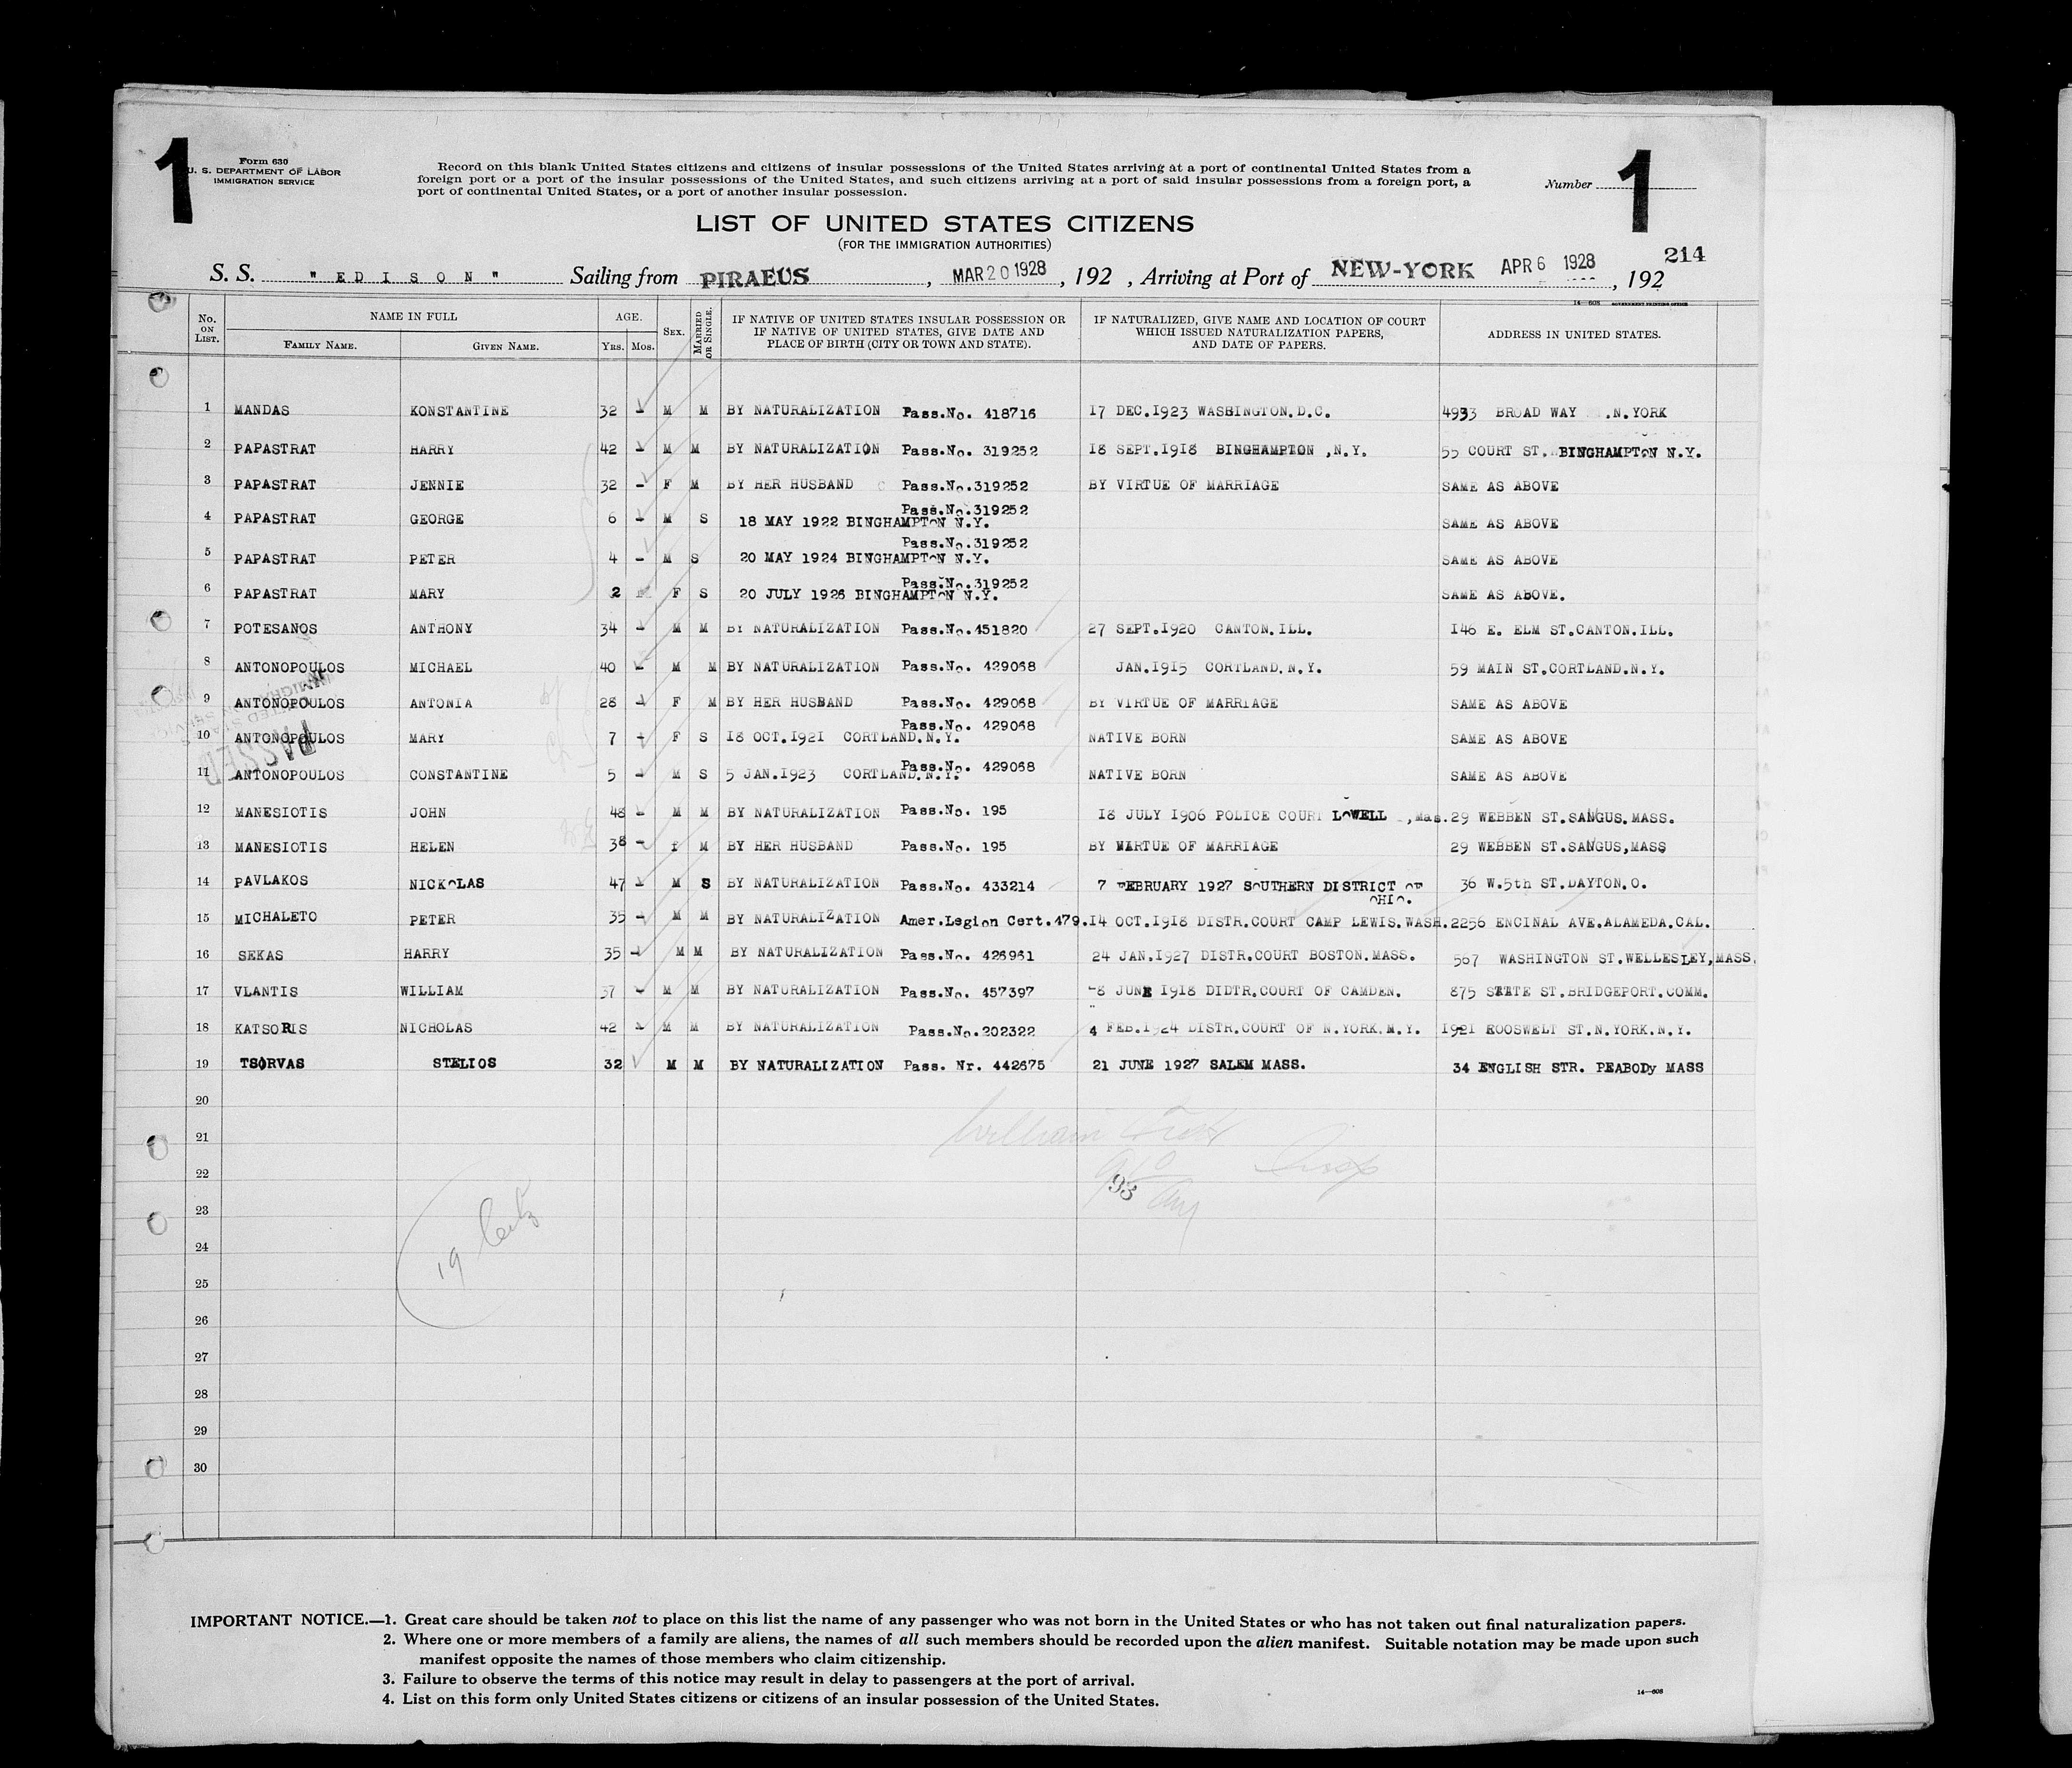 1
Form 630
U. S. DEPARTMENT OF LABOR
IMMIGRATION SERVICE
Record on this blank United States citizens and citizens of insular possessions of the United States arriving at a port of continental United States from a
foreign port or a port of the insular possessions of the United States, and such citizens arriving at a port of said insular possessions from a foreign port, a
port of continental United States, or a port of another insular possession.
Number 1
LIST OF UNITED STATES CITIZENS
(FOR THE IMMIGRATION AUTHORITIES)
214
S. S. "EDISON" Sailing from PIRAEUS, MAR 20 1928, 192 , Arriving at Port of NEW-YORK APR 6 1928, 192
14—608 GOVERNMENT PRINTING OFFICE
No. ON LIST. NAME IN FULL FAMILY NAME. GIVEN NAME. AGE. YRS. MOS. SEX. MARRIED OR SINGLE. IF NATIVE OF UNITED STATES INSULAR POSSESSION OR IF NATIVE OF UNITED STATES, GIVE DATE AND PLACE OF BIRTH (CITY OR TOWN AND STATE). IF NATURALIZED, GIVE NAME AND LOCATION OF COURT WHICH ISSUED NATURALIZATION PAPERS, AND DATE OF PAPERS. ADDRESS IN UNITED STATES.
1 MANDAS KONSTANTINE 32 - M M BY NATURALIZATION Pass.No. 418716 17 DEC.1923 WASHINGTON.D.C. 4933 BROAD WAY .N.YORK
2 PAPASTRAT HARRY 42 - M M BY NATURALIZATION Pass.No. 319252 18 SEPT.1918 BINGHAMPTON ,N.Y. 55 COURT ST. BINGHAMPTON N.Y.
3 PAPASTRAT JENNIE 32 - F M BY HER HUSBAND Pass.No.319252 BY VIRTUE OF MARRIAGE SAME AS ABOVE
4 PAPASTRAT GEORGE 6 - M S Pass.No.319252 18 MAY 1922 BINGHAMPTON N.Y. SAME AS ABOVE
5 PAPASTRAT PETER 4 - M S Pass.No.319252 20 MAY 1924 BINGHAMPTON N.Y. SAME AS ABOVE
6 PAPASTRAT MARY 2 F S Pass.No.319252 20 JULY 1926 BINGHAMPTON N.Y. SAME AS ABOVE.
7 POTESANOS ANTHONY 34 - M M BY NATURALIZATION Pass.No.451820 27 SEPT.1920 CANTON.ILL. 146 E. ELM ST.CANTON.ILL.
8 ANTONOPOULOS MICHAEL 40 - M M BY NATURALIZATION Pass.No. 429068 JAN.1915 CORTLAND.N.Y. 59 MAIN ST.CORTLAND.N.Y.
9 ANTONOPOULOS ANTONIA 28 - F M BY HER HUSBAND Pass.No. 429068 BY VIRTUE OF MARRIAGE SAME AS ABOVE
10 ANTONOPOULOS MARY 7 - F S Pass.No. 429068 18 OCT.1921 CORTLAND.N.Y. NATIVE BORN SAME AS ABOVE
11 ANTONOPOULOS CONSTANTINE 5 - M S 5 JAN.1923 CORTLAND.N.Y. Pass.No. 429068 NATIVE BORN SAME AS ABOVE
PASSED
12 MANESIOTIS JOHN 48 - M M BY NATURALIZATION Pass.No. 195 18 JULY 1906 POLICE COURT LOWELL ,Mas. 29 WEBBEN ST.SANGUS.MASS.
13 MANESIOTIS HELEN 38 - f M BY HER HUSBAND Pass.No. 195 BY VIRTUE OF MARRIAGE 29 WEBBEN ST.SANGUS,MASS
14 PAVLAKOS NICKOLAS 47 - M S BY NATURALIZATION Pass.No. 433214 7 FEBRUARY 1927 SOUTHERN DISTRICT OF OHIO. 36 W.5th ST.DAYTON.O.
15 MICHALETO PETER 35 - M M BY NATURALIZATION Amer.Legion Cert.479. 14 OCT.1918 DISTR.COURT CAMP LEWIS.WASH. 2256 ENCINAL AVE.ALAMEDA.CAL.
16 SEKAS HARRY 35 - M M BY NATURALIZATION Pass.No. 426961 24 JAN.1927 DISTR.COURT BOSTON.MASS. 567 WASHINGTON ST.WELLESLEY,MASS.
17 VLANTIS WILLIAM 37 - M M BY NATURALIZATION Pass.No. 457397 -8 JUNE 1918 DIDTR.COURT OF CAMDEN. 875 STATE ST.BRIDGEPORT.COMM.
18 KATSORIS NICHOLAS 42 - M M BY NATURALIZATION Pass.No.202322 4 FEB.1924 DISTR.COURT OF N.YORK.N.Y. 1921 ROOSWELT ST.N.YORK.N.Y.
19 TSORVAS STELIOS 32 M M BY NATURALIZATION Pass. Nr. 442675 21 JUNE 1927 SALEM MASS. 34 ENGLISH STR. PEABODy MASS
20
21 William
22
93
23
24
19
25
26
27
28
29
30
IMPORTANT NOTICE.—1. Great care should be taken not to place on this list the name of any passenger who was not born in the United States or who has not taken out final naturalization papers.
2. Where one or more members of a family are aliens, the names of all such members should be recorded upon the alien manifest. Suitable notation may be made upon such
manifest opposite the names of those members who claim citizenship.
3. Failure to observe the terms of this notice may result in delay to passengers at the port of arrival.
4. List on this form only United States citizens or citizens of an insular possession of the United States.
14—608